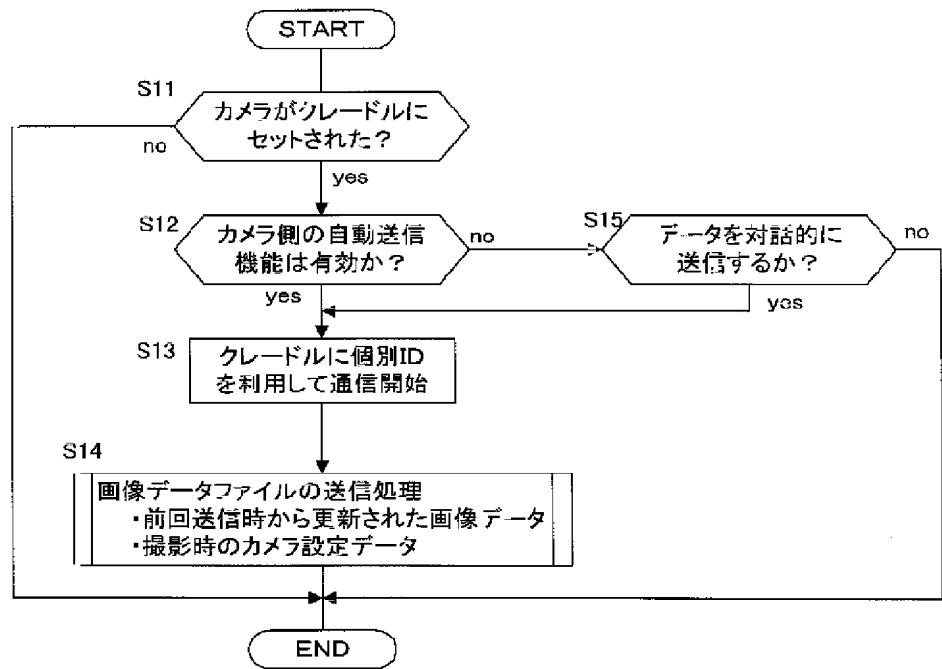 START
S11
カメラがクレードルに
セットされた？
no
yes
S12
カメラ側の自動送信
機能は有効か？
no
yes
S15
データを対話的に
送信するか？
no
yes
S13
クレードルに個別ID
を利用して通信開始
S14
画像データファイルの送信処理
・前回送信時から更新された画像データ
・撮影時のカメラ設定データ
END